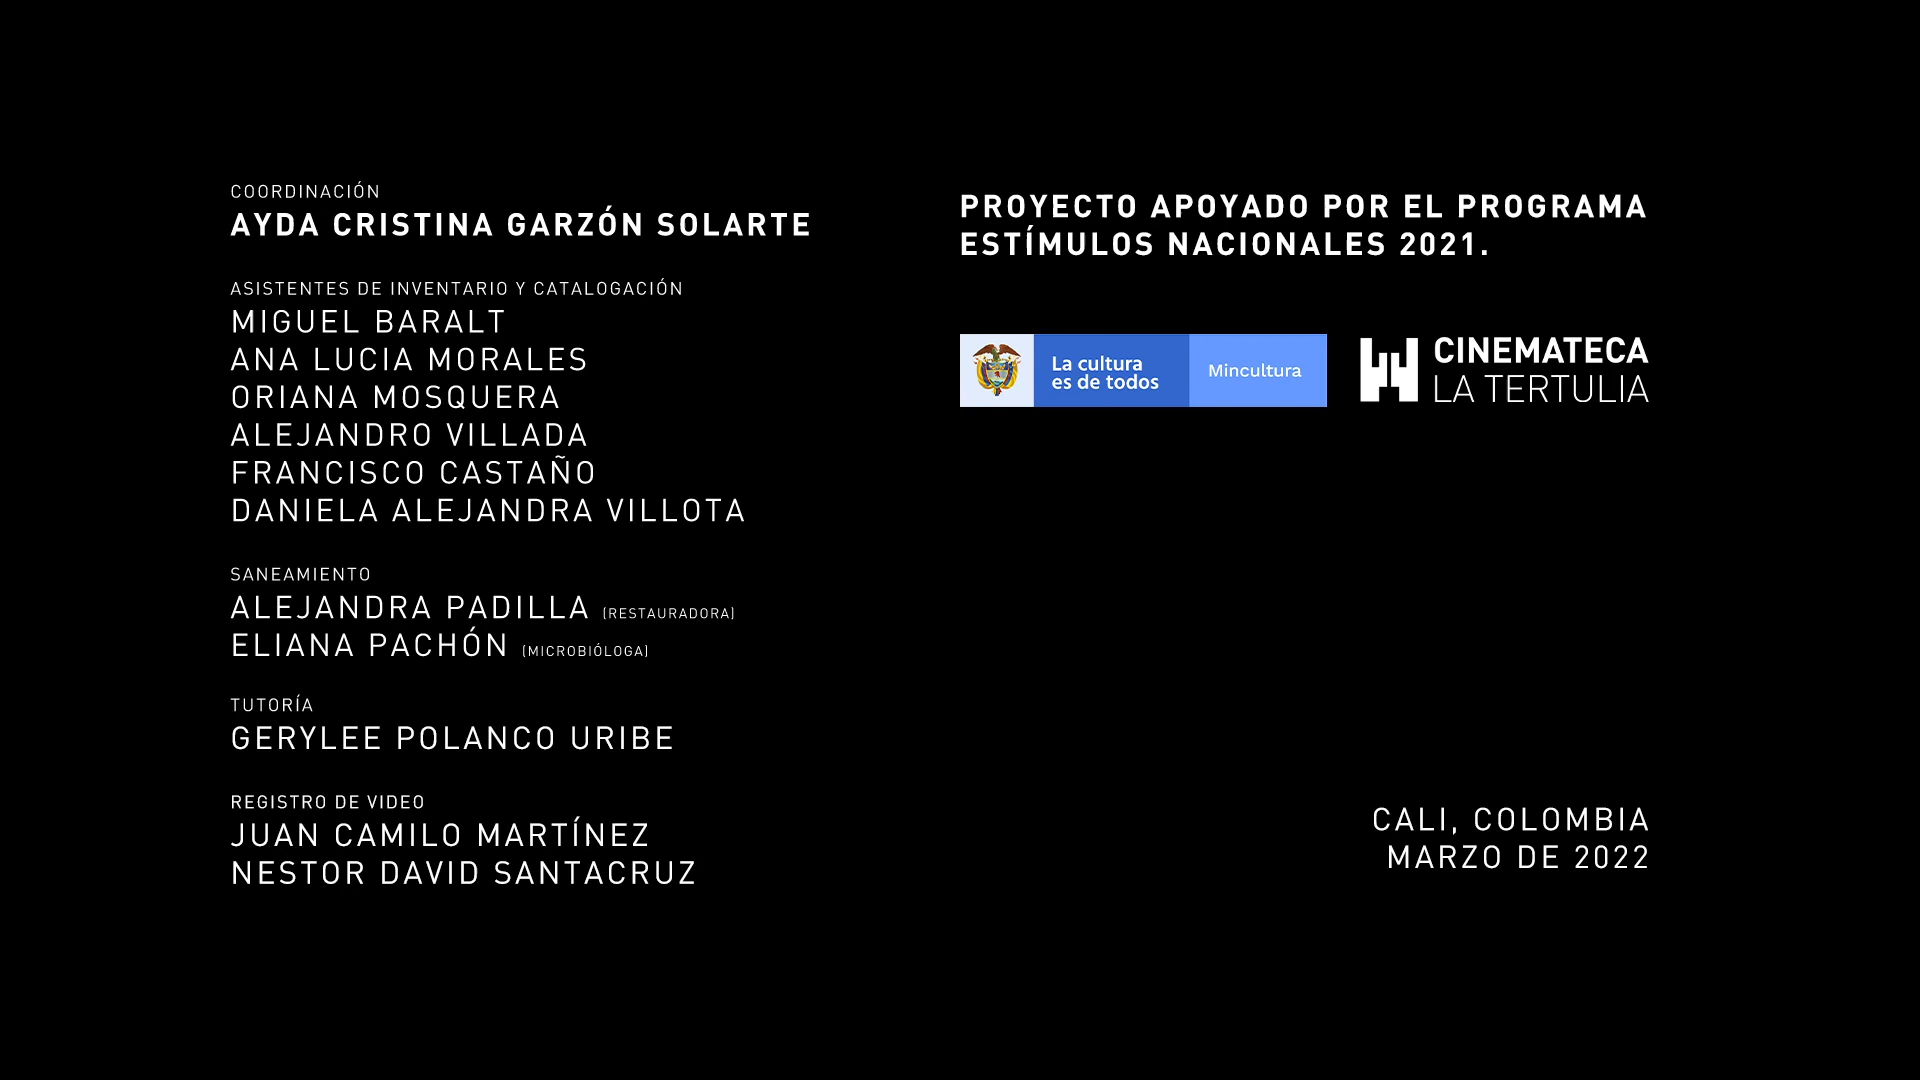 COORDINACIÓN
AYDA CRISTINA GARZÓN SOLARTE
ASISTENTES DE INVENTARIO Y CATALOGACIÓN
MIGUEL BARALT
ANA LUCIA MORALES
ORIANA MOSQUERA
ALEJANDRO VILLADA
FRANCISCO CASTAÑO
DANIELA ALEJANDRA VILLOTA
SANEAMIENTO
ALEJANDRA PADILLA (RESTAURADORA)
ELIANA PACHÓN (MICROBIÓLOGA)
TUTORÍA
GERYLEE POLANCO URIBE
REGISTRO DE VIDEO
JUAN CAMILO MARTÍNEZ
NESTOR DAVID SANTACRUZ
PROYECTO APOYADO POR EL PROGRAMA
ESTÍMULOS NACIONALES 2021.
La cultura
es de todos
Mincultura
CINEMATECA
LA TERTULIA
CALI, COLOMBIA
MARZO DE 2022